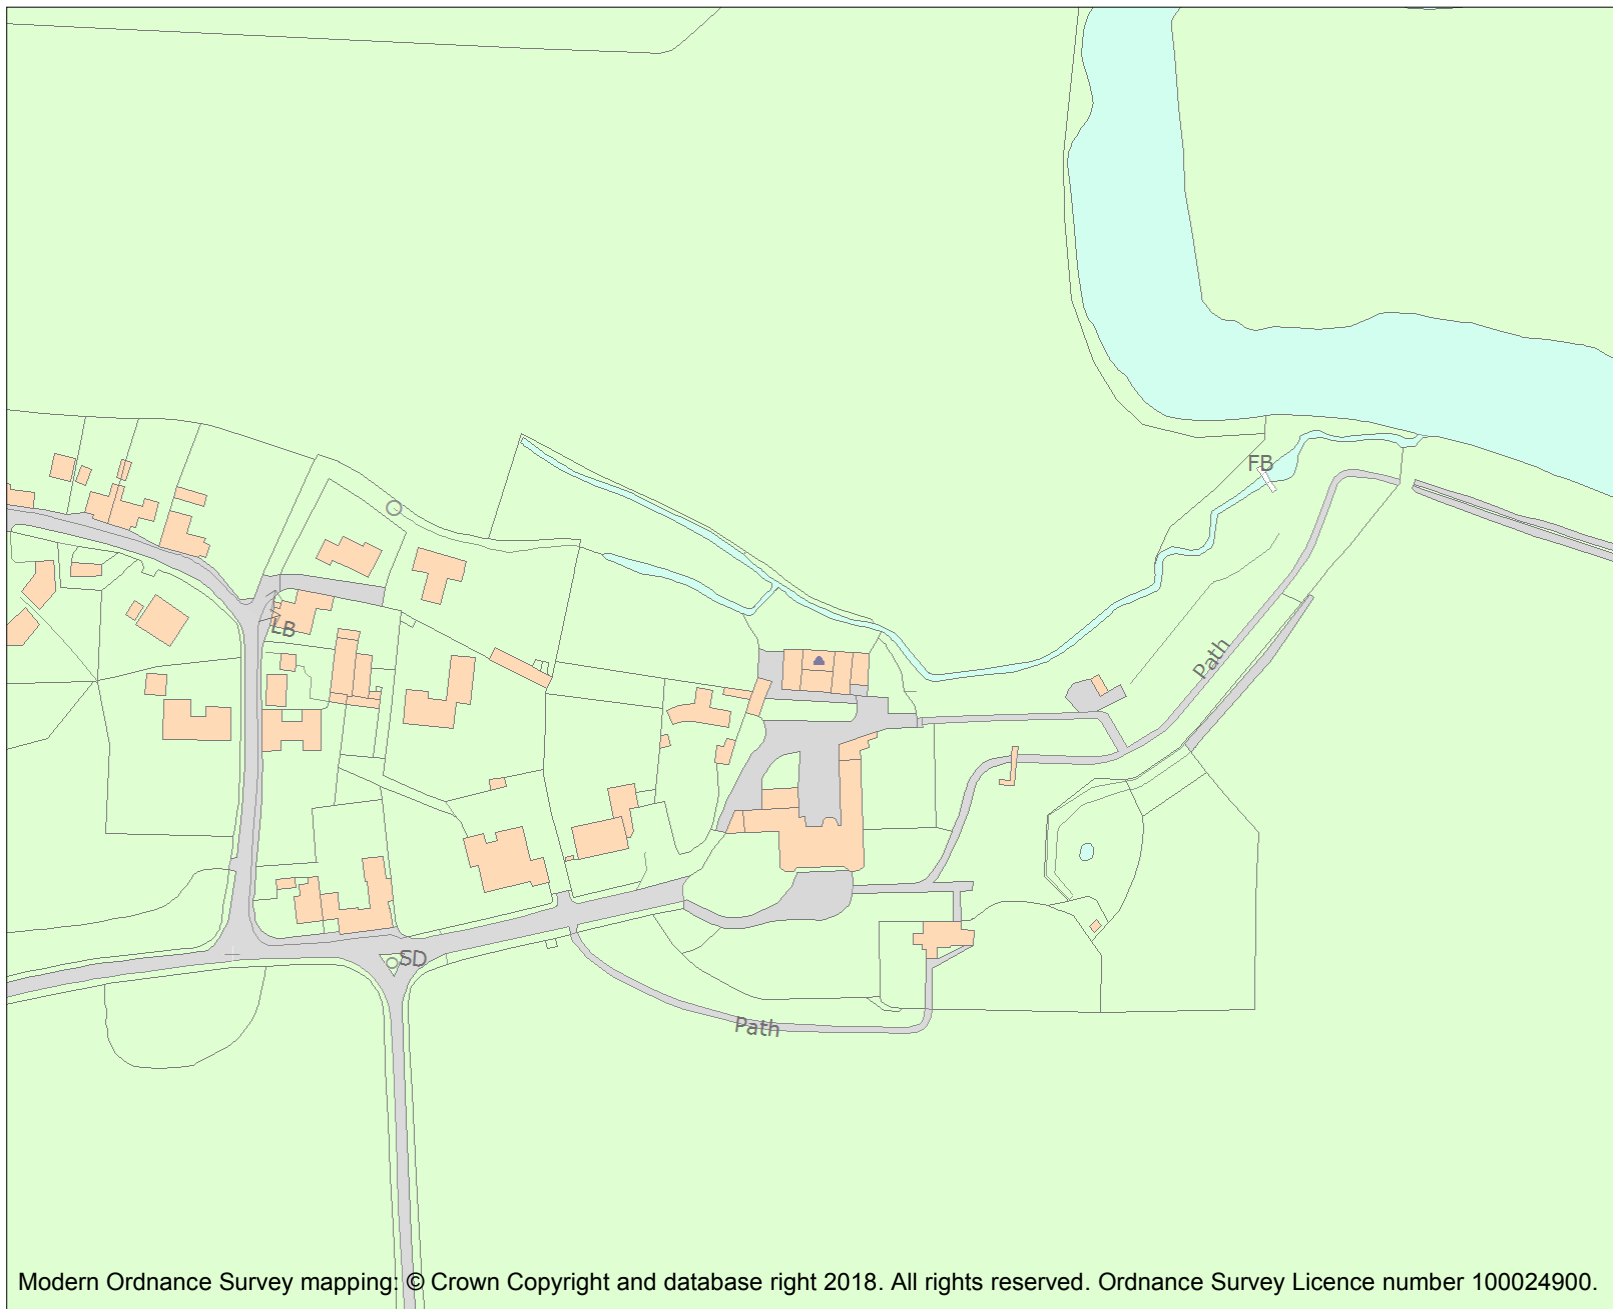 FB
LB
Path
SD
Path
Modern Ordnance Survey mapping: © Crown Copyright and database right 2018. All rights reserved. Ordnance Survey Licence number 100024900.